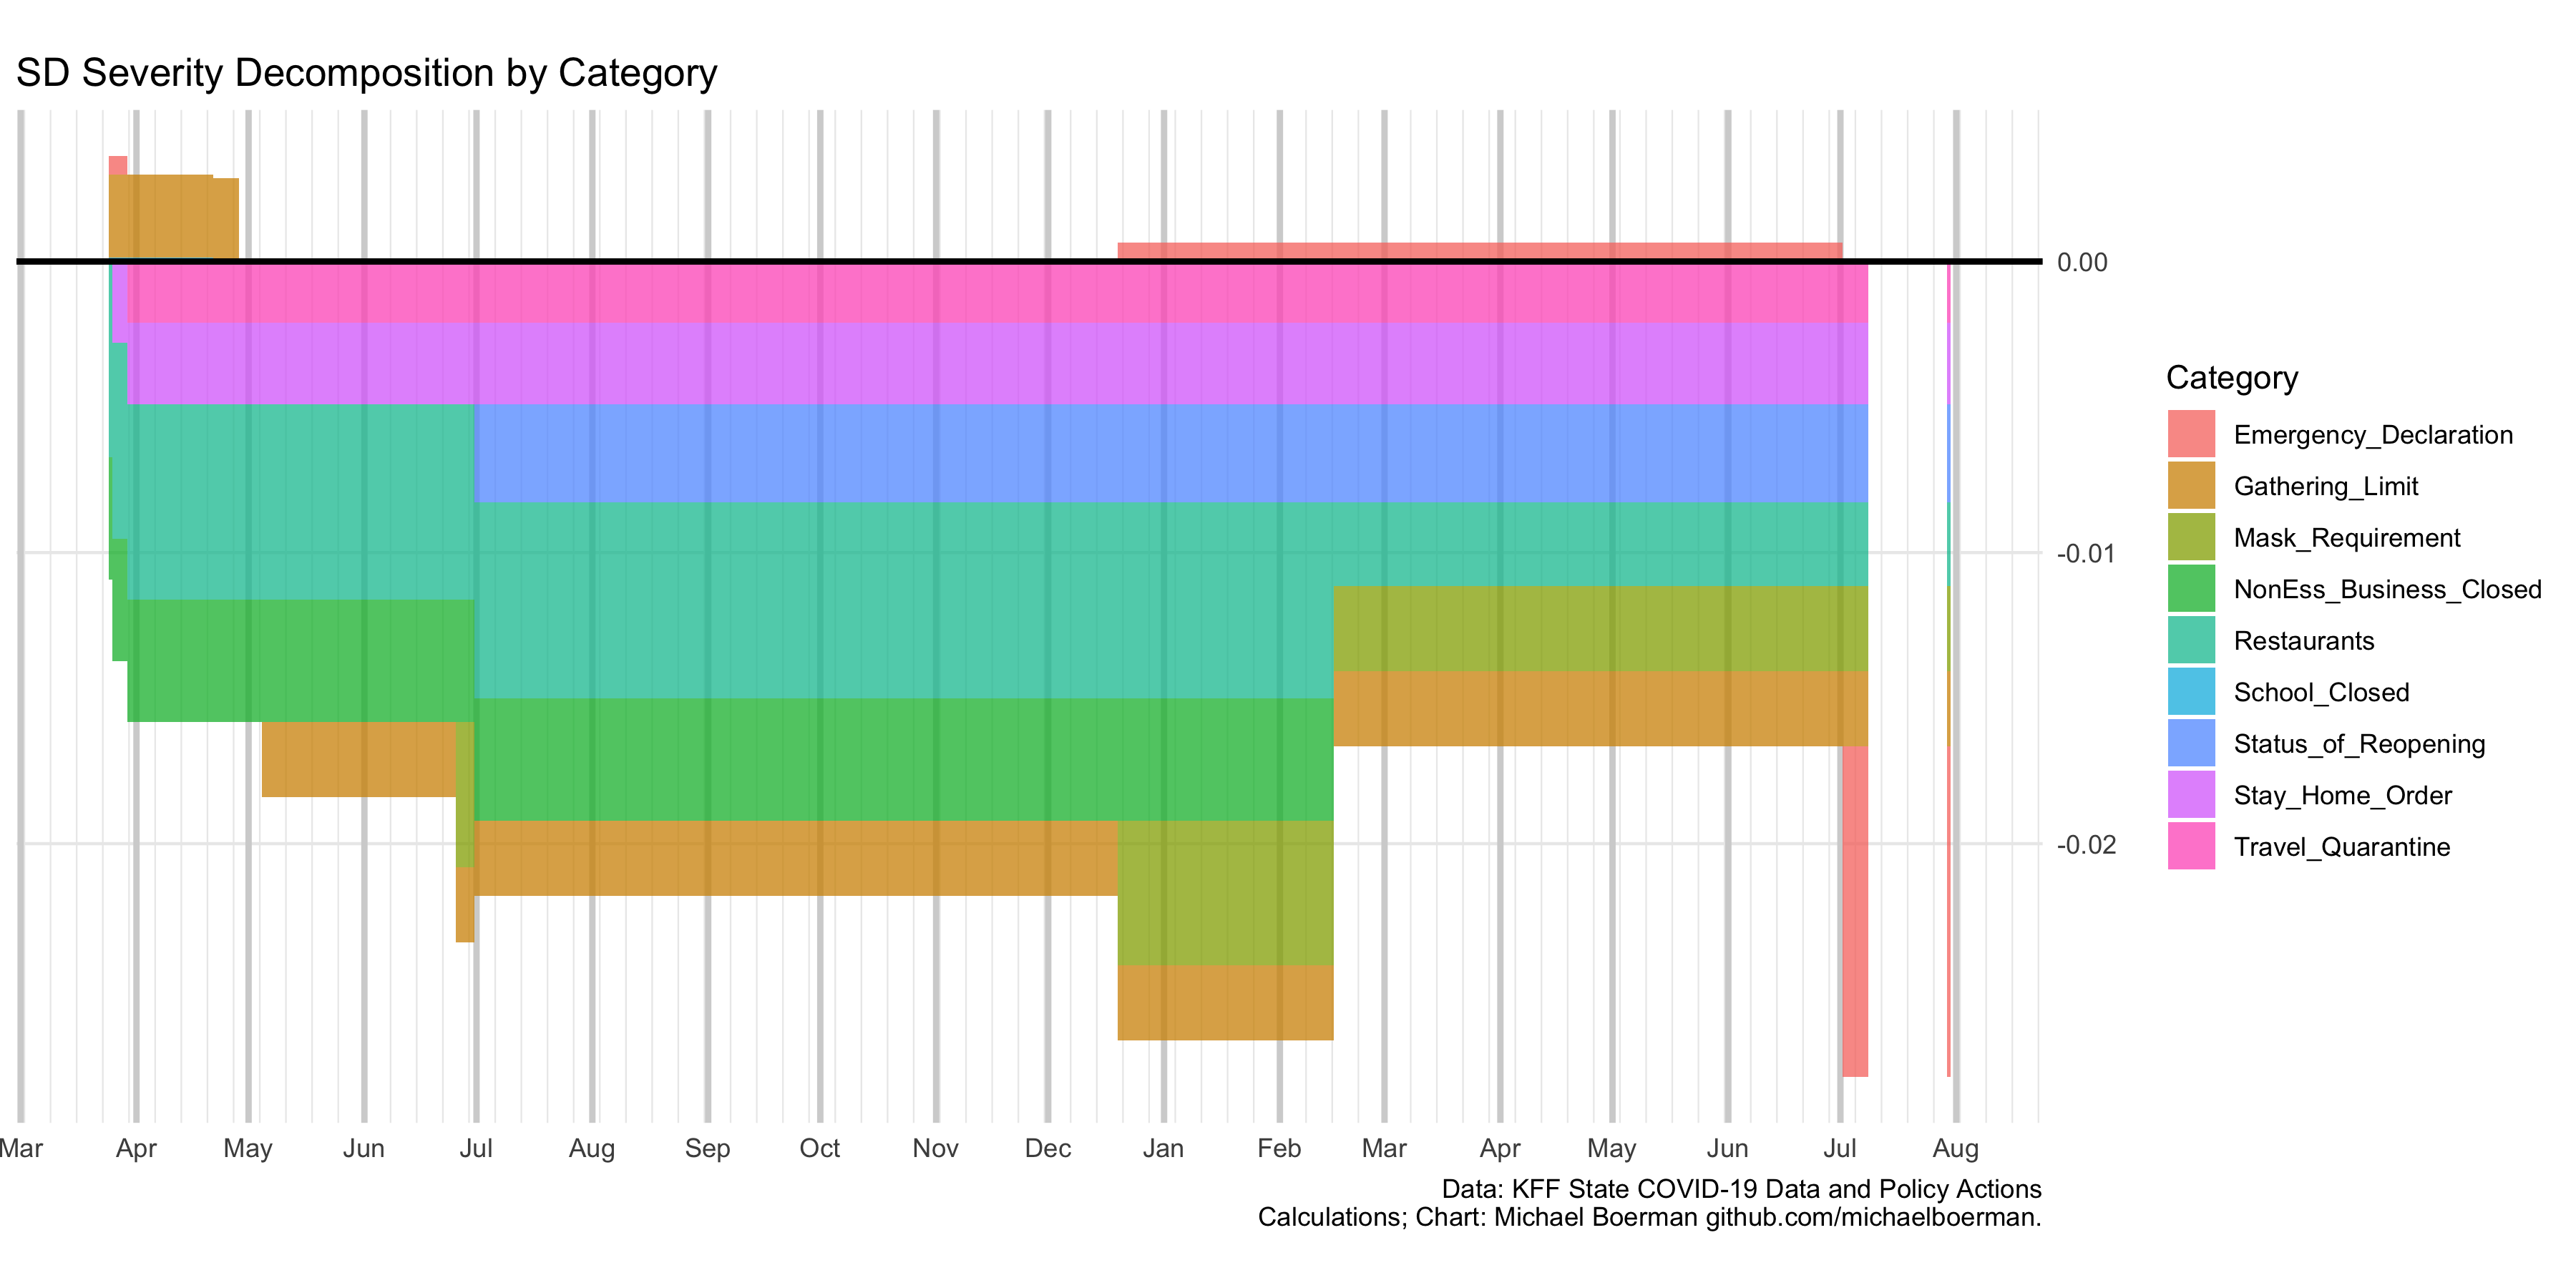 SD Severity Decomposition by Category
0.00
-0.01
-0.02
Category
Emergency_Declaration
Gathering_Limit
Mask_Requirement
NonEss_Business_Closed
Restaurants
School_Closed
Status_of_Reopening
Stay_Home_Order
Travel_Quarantine
Mar Apr May Jun Jul Aug Sep Oct Nov Dec Jan Feb Mar Apr May Jun Jul Aug
Data: KFF State COVID-19 Data and Policy Actions
Calculations; Chart: Michael Boerman github.com/michaelboerman.